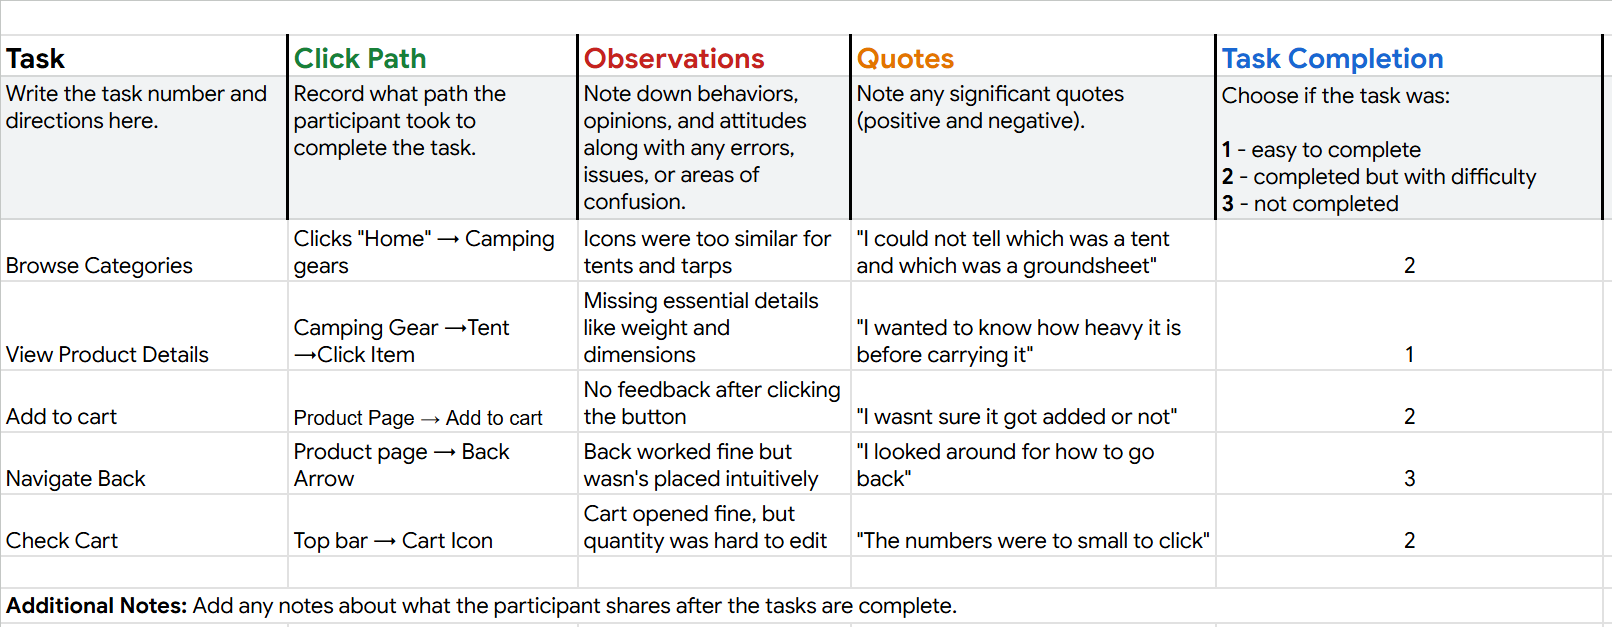 Task
Click Path
Observations
Quotes
Task Completion
Write the task number and
directions here.
Record what path the
participant took to
complete the task.
Note down behaviors,
opinions, and attitudes
along with any errors,
issues, or areas of
confusion.
Note any significant quotes
(positive and negative).
Choose if the task was:
1 - easy to complete
2 - completed but with difficulty
3 - not completed
Browse Categories
Clicks "Home" → Camping
gears
Icons were too similar for
tents and tarps
"I could not tell which was a tent
and which was a groundsheet"
2
View Product Details
Camping Gear →Tent
→Click Item
Missing essential details
like weight and
dimensions
"I wanted to know how heavy it is
before carrying it"
1
Add to cart
Product Page → Add to cart
No feedback after clicking
the button
"I wasnt sure it got added or not"
2
Navigate Back
Product page → Back
Arrow
Back worked fine but
wasn's placed intuitively
"I looked around for how to go
back"
3
Check Cart
Top bar → Cart Icon
Cart opened fine, but
quantity was hard to edit
"The numbers were to small to click"
2
Additional Notes: Add any notes about what the participant shares after the tasks are complete.